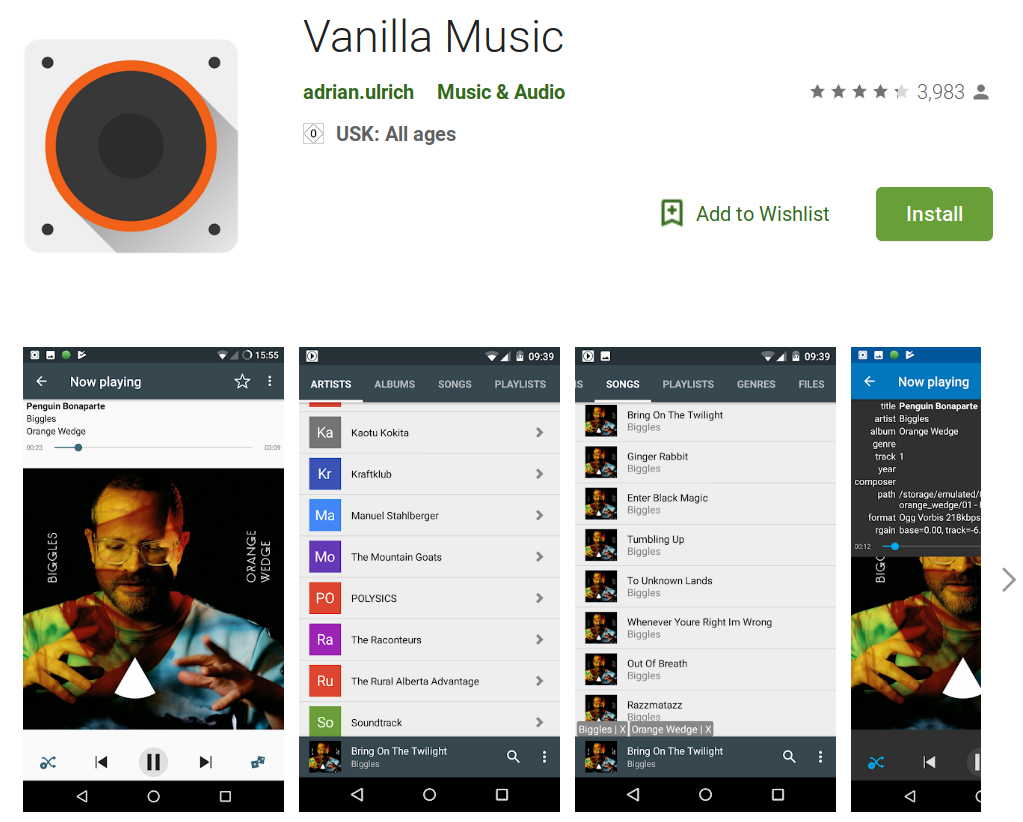 Vanilla Music
adrian.ulrich Music & Audio
3,983
0 USK: All ages
Add to Wishlist
Install
15:55
Now playing
Penguin Bonaparte
Biggles
Orange Wedge
00:23 03:09
BIGGLES
ORANGE WEDGE
09:39
ARTISTS ALBUMS SONGS PLAYLISTS
Ka Kaotu Kokita
Kr Kraftklub
Ma Manuel Stahlberger
Mo The Mountain Goats
PO POLYSICS
Ra The Raconteurs
Ru The Rural Alberta Advantage
So Soundtrack
Bring On The Twilight
Biggles
09:39
SONGS PLAYLISTS GENRES FILES
Bring On The Twilight
Biggles
Ginger Rabbit
Biggles
Enter Black Magic
Biggles
Tumbling Up
Biggles
To Unknown Lands
Biggles
Whenever Youre Right Im Wrong
Biggles
Out Of Breath
Biggles
Razzmatazz
Biggles
Biggles | X Orange Wedge | X
Bring On The Twilight
Biggles
Now playing
title Penguin Bonaparte
artist Biggles
album Orange Wedge
genre
track 1
year
composer
path /storage/emulated/
orange_wedge/01 -
format Ogg Vorbis 218kbps
rgain base=0.00, track=-6.
00:12